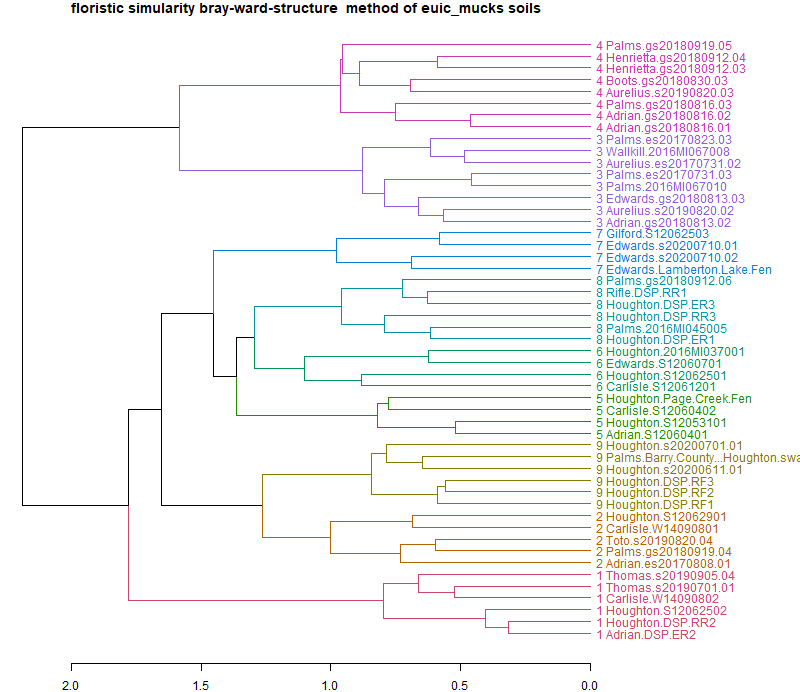 floristic simularity bray-ward-structure method of euic_mucks soils
4 Palms.gs20180919.05
4 Henrietta.gs20180912.04
4 Henrietta.gs20180912.03
4 Boots.gs20180830.03
4 Aurelius.s20190820.03
4 Palms.gs20180816.03
4 Adrian.gs20180816.02
4 Adrian.gs20180816.01
3 Palms.es20170823.03
3 Wallkill.2016MI067008
3 Aurelius.es20170731.02
3 Palms.es20170731.03
3 Palms.2016MI067010
3 Edwards.gs20180813.03
3 Aurelius.s20190820.02
3 Adrian.gs20180813.02
7 Gilford.S12062503
7 Edwards.s20200710.01
7 Edwards.s20200710.02
7 Edwards.Lamberton.Lake.Fen
8 Palms.gs20180912.06
8 Rifle.DSP.RR1
8 Houghton.DSP.ER3
8 Houghton.DSP.RR3
8 Palms.2016MI045005
8 Houghton.DSP.ER1
6 Houghton.2016MI037001
6 Edwards.S12060701
6 Houghton.S12062501
6 Carlisle.S12061201
5 Houghton.Page.Creek.Fen
5 Carlisle.S12060402
5 Houghton.S12053101
5 Adrian.S12060401
9 Houghton.s20200701.01
9 Palms.Barry.County...Houghton.swa
9 Houghton.s20200611.01
9 Houghton.DSP.RF3
9 Houghton.DSP.RF2
9 Houghton.DSP.RF1
2 Houghton.S12062901
2 Carlisle.W14090801
2 Toto.s20190820.04
2 Palms.gs20180919.04
2 Adrian.es20170808.01
1 Thomas.s20190905.04
1 Thomas.s20190701.01
1 Carlisle.W14090802
1 Houghton.S12062502
1 Houghton.DSP.RR2
1 Adrian.DSP.ER2
2.0 1.5 1.0 0.5 0.0